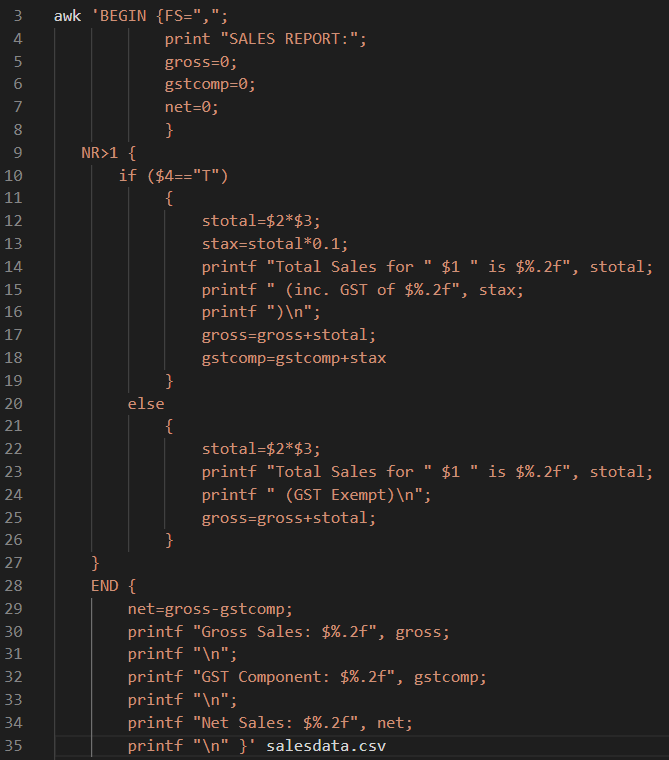 3 awk 'BEGIN {FS=",";
4 print "SALES REPORT:";
5 gross=0;
6 gstcomp=0;
7 net=0;
8 }
9 NR>1 {
10 if ($4=="T")
11 {
12 stotal=$2*$3;
13 stax=stotal*0.1;
14 printf "Total Sales for " $1 " is $%.2f", stotal;
15 printf " (inc. GST of $%.2f", stax;
16 printf ")\n";
17 gross=gross+stotal;
18 gstcomp=gstcomp+stax
19 }
20 else
21 {
22 stotal=$2*$3;
23 printf "Total Sales for " $1 " is $%.2f", stotal;
24 printf " (GST Exempt)\n";
25 gross=gross+stotal;
26 }
27 }
28 END {
29 net=gross-gstcomp;
30 printf "Gross Sales: $%.2f", gross;
31 printf "\n";
32 printf "GST Component: $%.2f", gstcomp;
33 printf "\n";
34 printf "Net Sales: $%.2f", net;
35 printf "\n" }' salesdata.csv